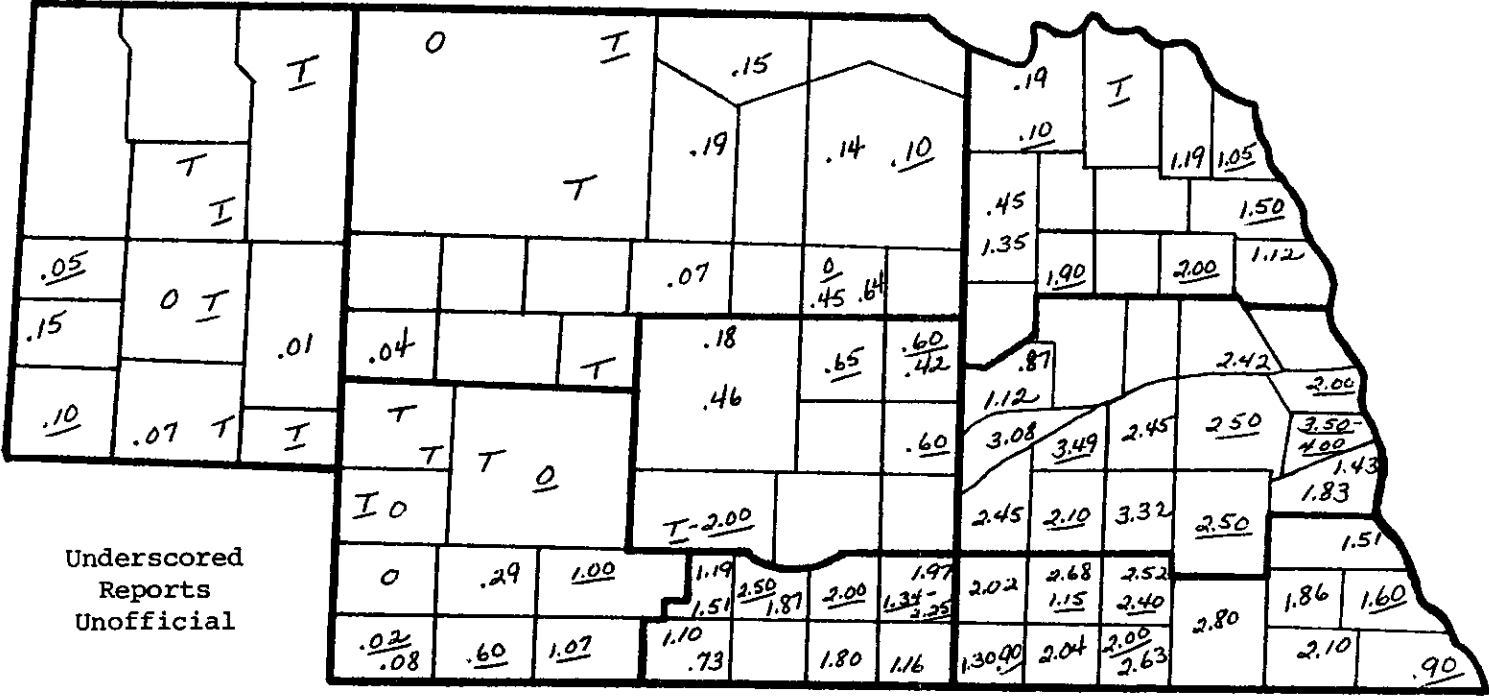 O T .15 .19 T
T .10
.19 .14 .10 1.19 1.05
T T .45 1.50
T 1.35 1.12
.05 O T .07 O 1.90 2.00
.45 .64
.15 .01 .04 .18 .60
T .65 .42 .87 2.42
.46 1.12 2.00
.10 .07 T T T .60 3.08 3.49 2.45 2.50 3.50-
T T O 4.00
1.43
1.83
T O T-2.00 2.45 2.10 3.32 2.50
1.51
Underscored
Reports
Unofficial
O .29 1.00 1.19 2.50 2.00 1.97 2.02 2.68 2.52
1.51 1.87 1.34- 1.15 2.40 1.86 1.60
2.25 2.80
.02 .60 1.07 1.10 1.80 1.16 1.30 .90 2.04 2.00 2.10
.08 .73 2.63 .90